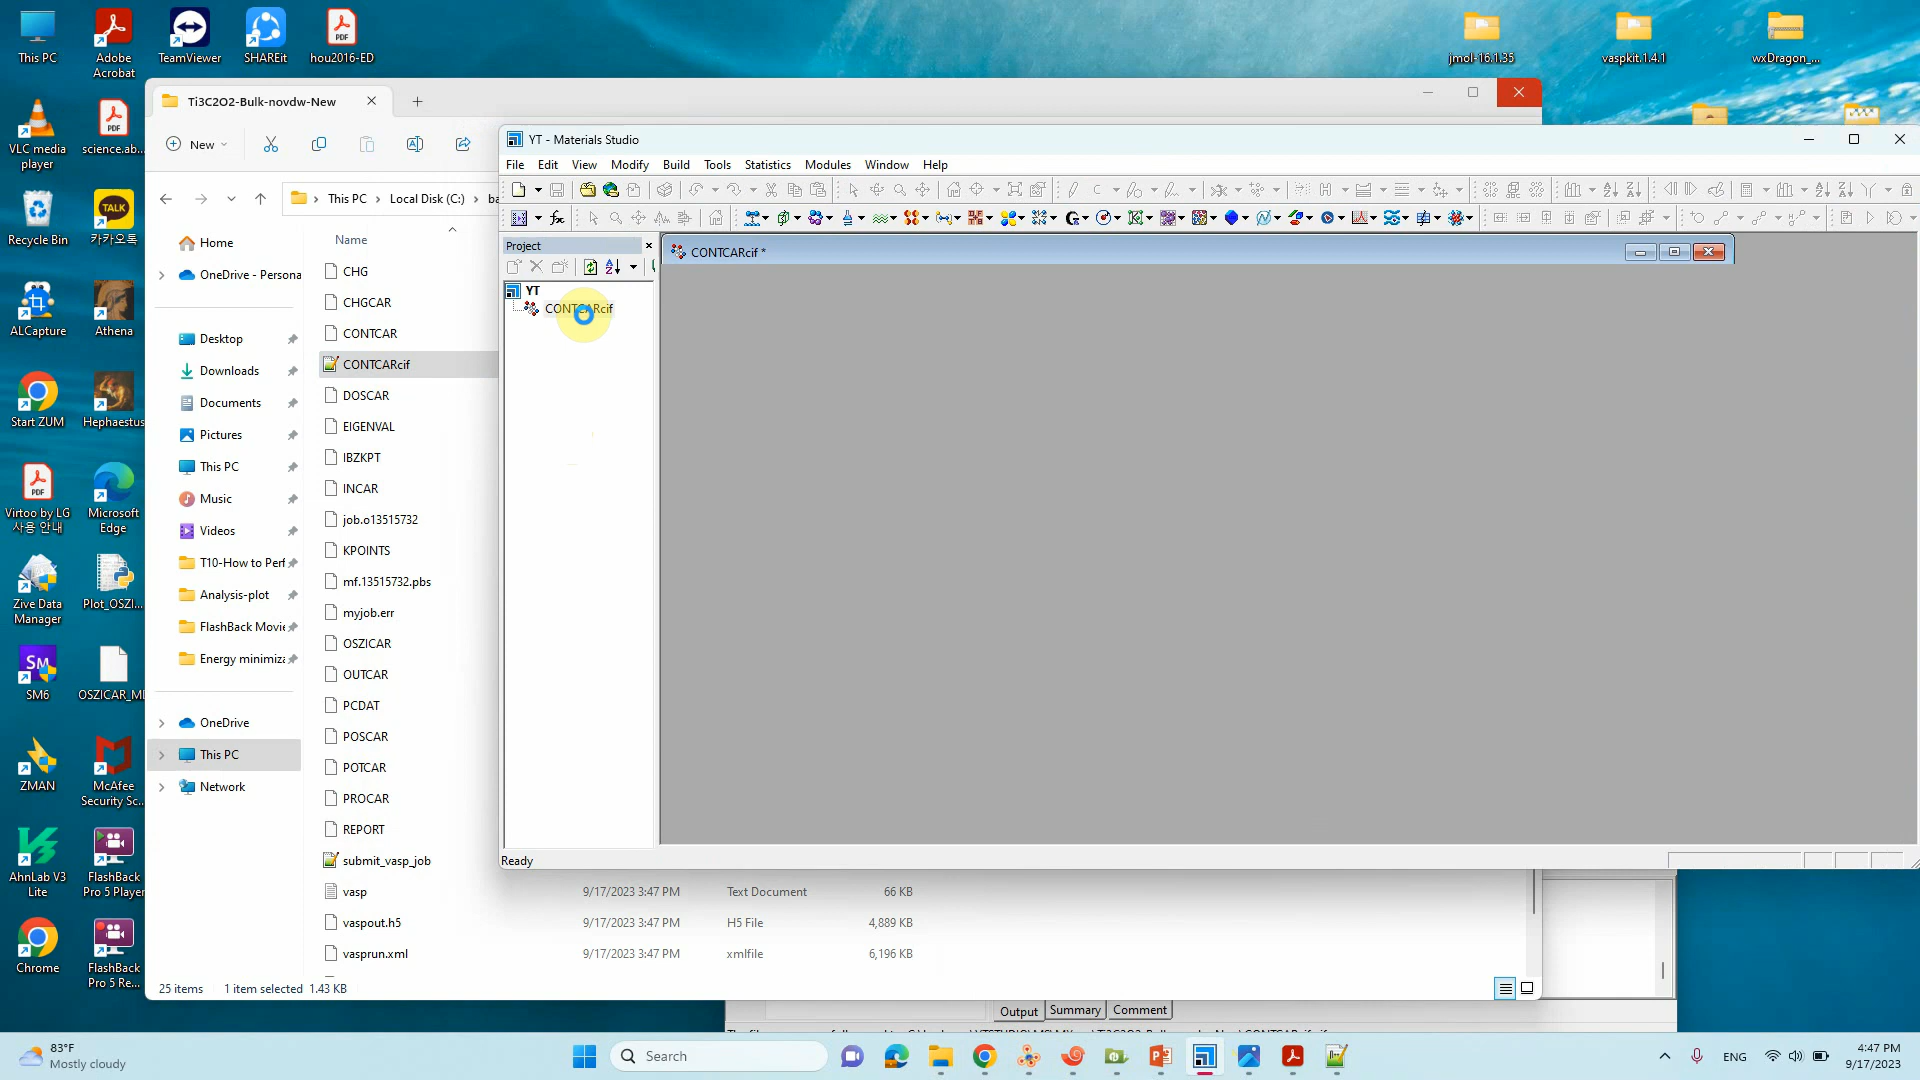 This PC
Adobe
Acrobat
TeamViewer
SHAREit
hou2016-ED
jmol-16.1.35
vaspkit.1.4.1
wxDragon_...
VLC media
player
science.ab...
Recycle Bin
TALK
카카오톡
ALCapture
Athena
Start ZUM
Hephaestus
Virtoo by LG
사용 안내
Microsoft
Edge
Zive Data
Manager
Plot_OSZI...
SM6
OSZICAR_MI
ZMAN
McAfee
Security Sc...
AhnLab V3
Lite
FlashBack
Pro 5 Player
Chrome
FlashBack
Pro 5 Re...
Ti3C2O2-Bulk-novdw-New
New
This PC
Local Disk (C:)
ba
Home
OneDrive - Persona
Desktop
Downloads
Documents
Pictures
This PC
Music
Videos
T10-How to Perf
Analysis-plot
FlashBack Movie
Energy minimiza
OneDrive
This PC
Network
Name
CHG
CHGCAR
CONTCAR
CONTCARcif
DOSCAR
EIGENVAL
IBZKPT
INCAR
job.o13515732
KPOINTS
mf.13515732.pbs
myjob.err
OSZICAR
OUTCAR
PCDAT
POSCAR
POTCAR
PROCAR
REPORT
submit_vasp_job
vasp 9/17/2023 3:47 PM Text Document 66 KB
vaspout.h5 9/17/2023 3:47 PM H5 File 4,889 KB
vasprun.xml 9/17/2023 3:47 PM xmlfile 6,196 KB
25 items 1 item selected 1.43 KB
YT - Materials Studio
File Edit View Modify Build Tools Statistics Modules Window Help
Project
YT
CONTCARcif
CONTCARcif *
Ready
Output Summary Comment
83°F
Mostly cloudy
Search
ENG
4:47 PM
9/17/2023